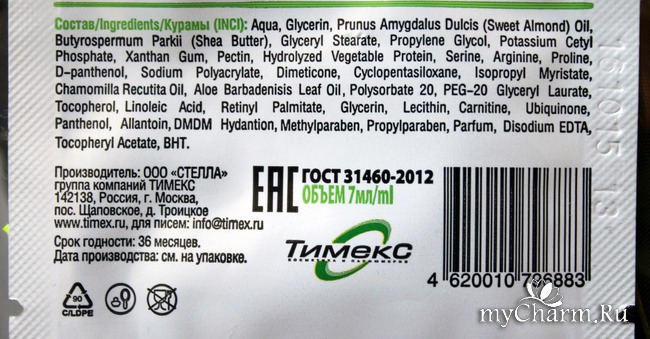 Состав/Ingredients/Курамы (INCI): Aqua, Glycerin, Prunus Amygdalus Dulcis (Sweet Almond) Oil,
Butyrospermum Parkii (Shea Butter), Glyceryl Stearate, Propylene Glycol, Potassium Cetyl
Phosphate, Xanthan Gum, Pectin, Hydrolyzed Vegetable Protein, Serine, Arginine, Proline,
D-panthenol, Sodium Polyacrylate, Dimeticone, Cyclopentasiloxane, Isopropyl Myristate,
Chamomilla Recutita Oil, Aloe Barbadenisis Leaf Oil, Polysorbate 20, PEG-20 Glyceryl Laurate,
Tocopherol, Linoleic Acid, Retinyl Palmitate, Glycerin, Lecithin, Carnitine, Ubiquinone,
Panthenol, Allantoin, DMDM Hydantion, Methylparaben, Propylparaben, Parfum, Disodium EDTA,
Tocopheryl Acetate, BHT.
Производитель: ООО «СТЕЛЛА»
группа компаний ТИМЕКС
142138, Россия, г. Москва,
пос. Щаповское, д. Троицкое
www.timex.ru, для писем: info@timex.ru
Срок годности: 36 месяцев.
Дата производства: см. на упаковке.
90
C/LDPE
EAC
ГОСТ 31460-2012
ОБЪЕМ 7мл/ml
Тимекс
4 620010 796883
161015
myCharm.Ru